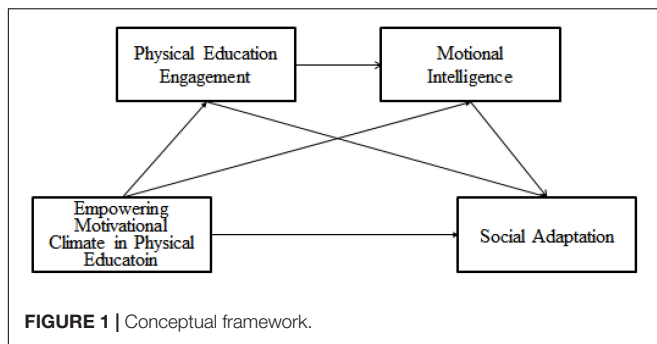 Physical Education
Engagement
Motional
Intelligence
Empowering
Motivational
Climate in Physical
Educatoin
Social Adaptation
FIGURE 1 | Conceptual framework.